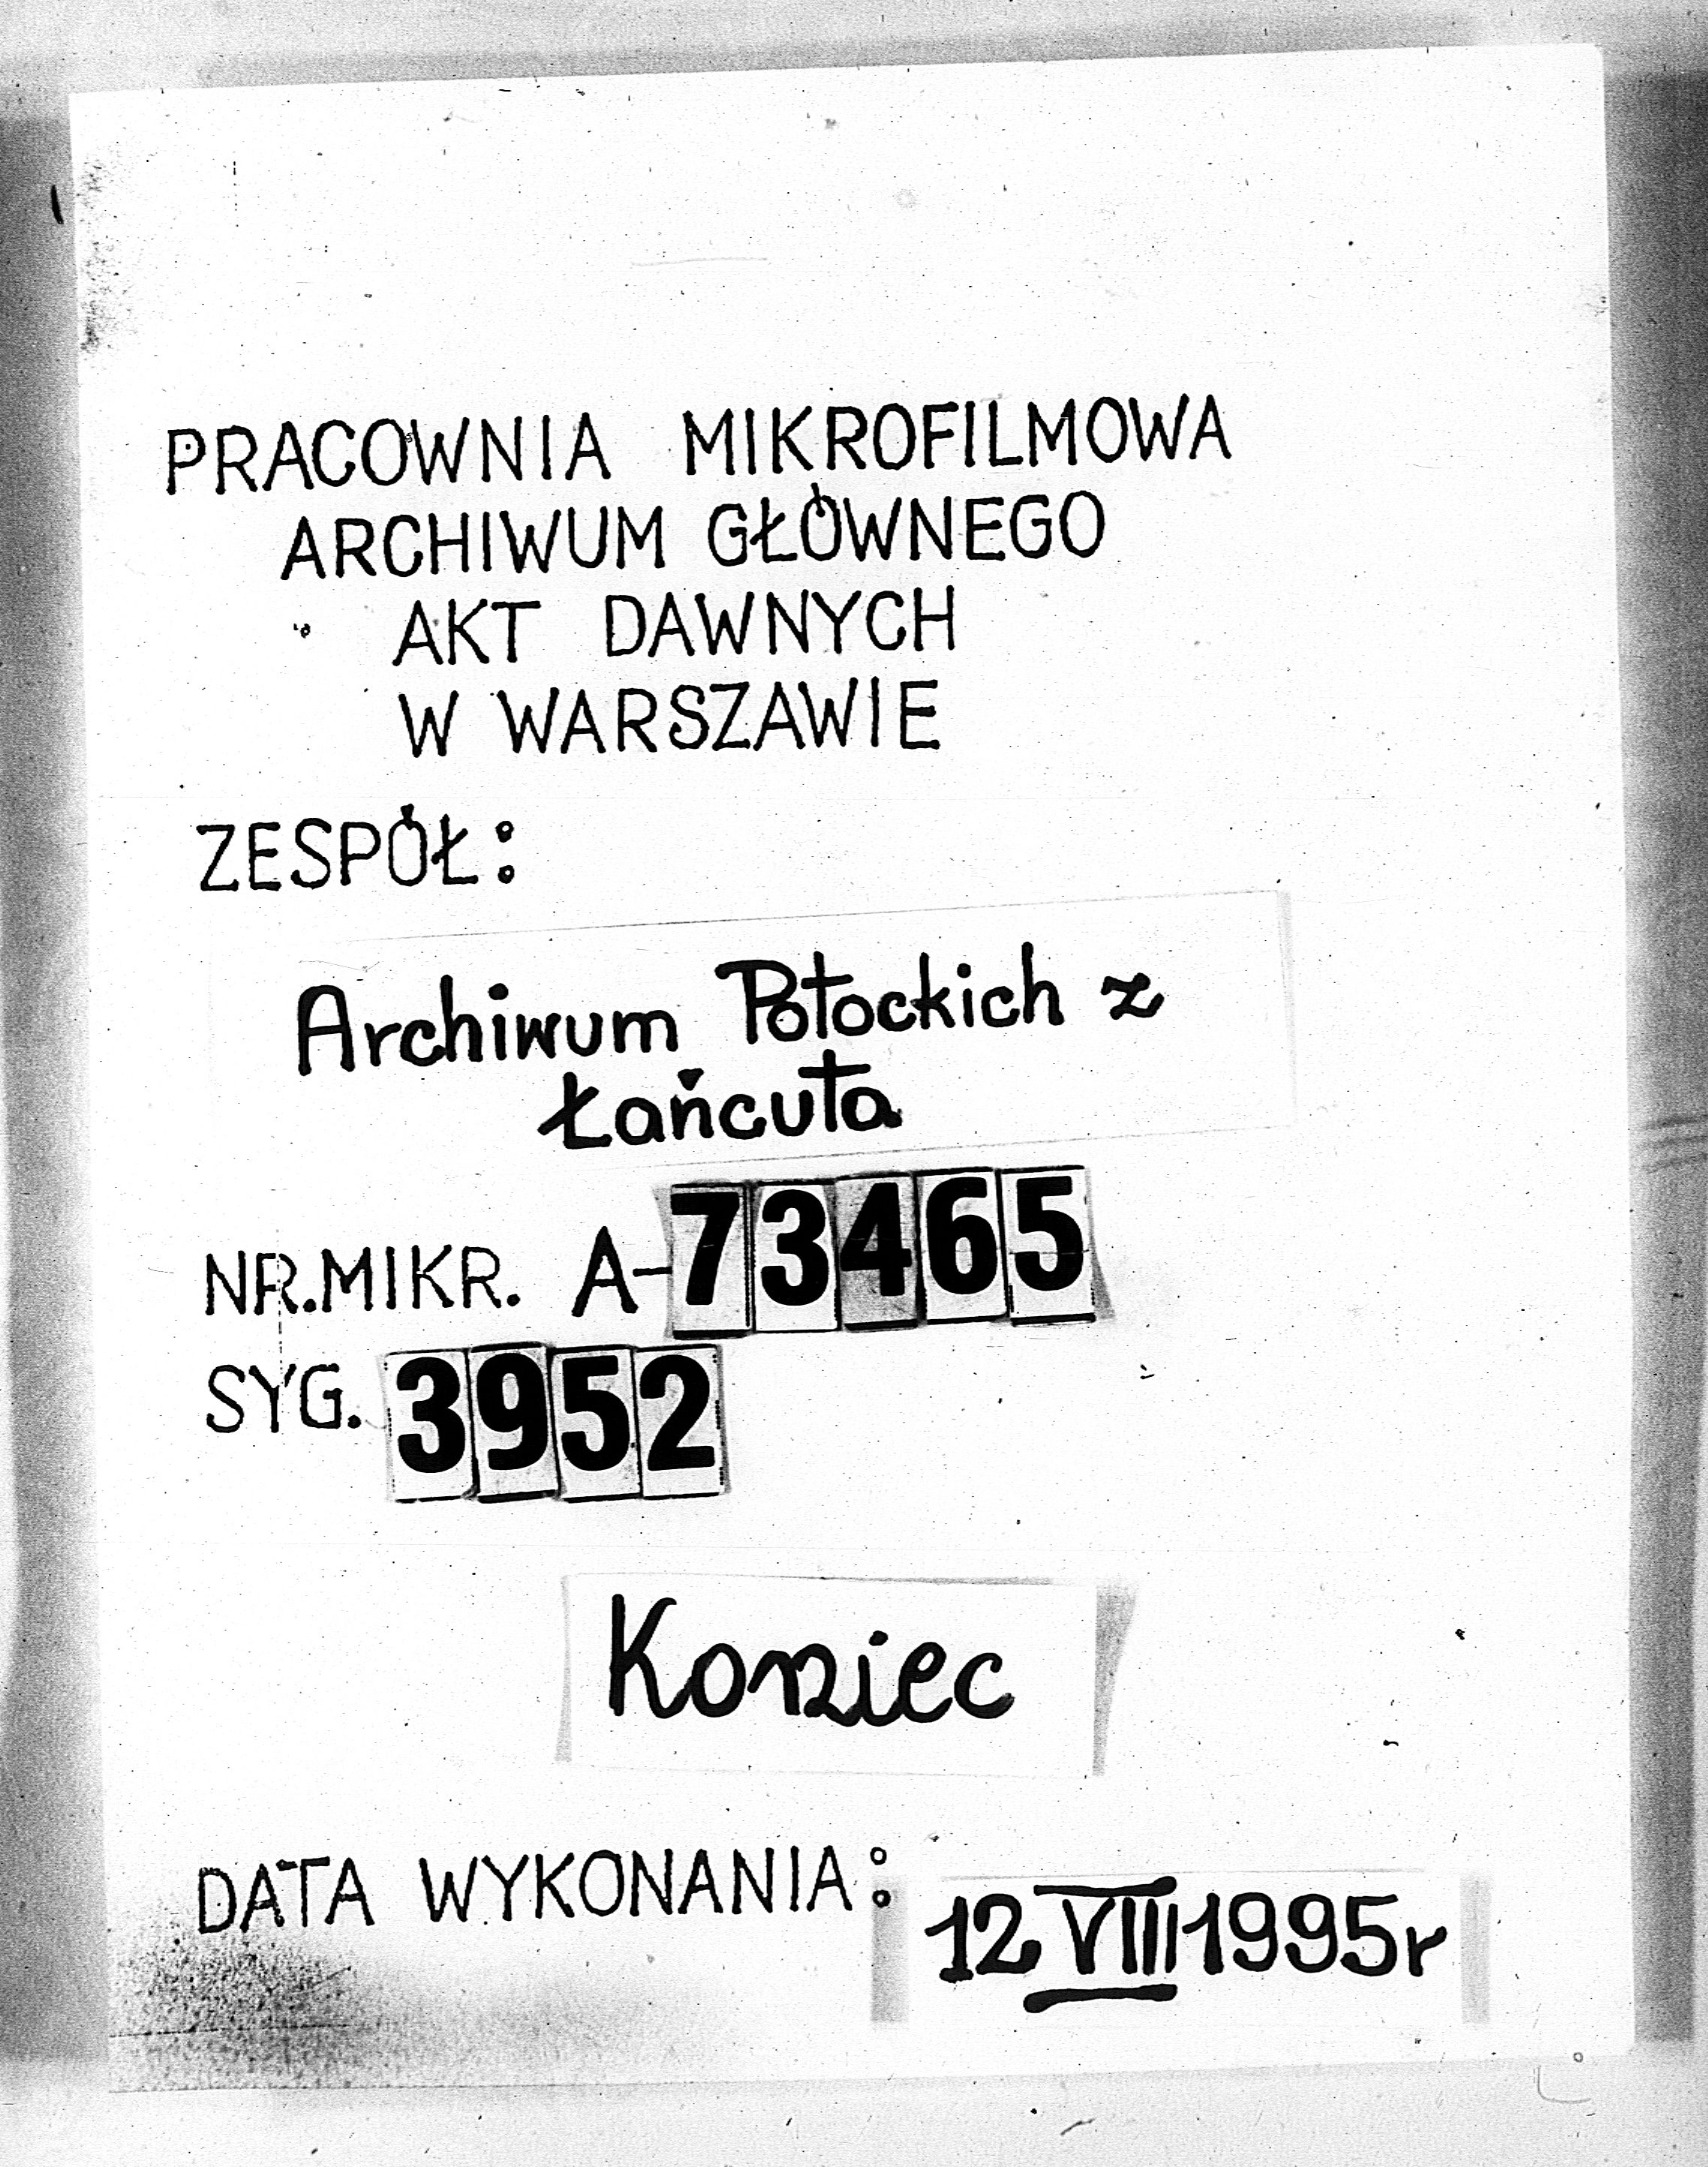 PRACOWNIA MIKROFILMOWA
ARCHIWUM GŁÓWNEGO
AKT DAWNYCH
W WARSZAWIE
ZESPÓŁ:
Archiwum Potockich z
Łańcuta
NR.MIKR. A-73465
SYG. 3952
Koniec
DATA WYKONANIA: 12 VIII 1995r